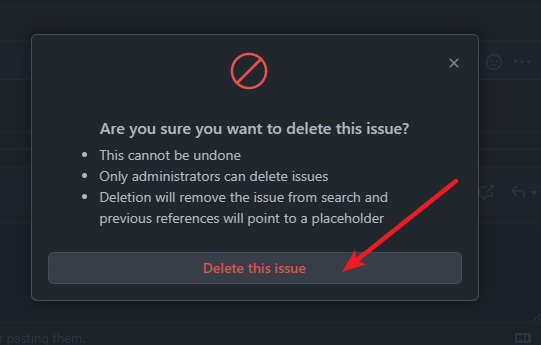 Are you sure you want to delete this issue?
This cannot be undone
Only administrators can delete issues
Deletion will remove the issue from search and
previous references will point to a placeholder
Delete this issue
r pasting them.